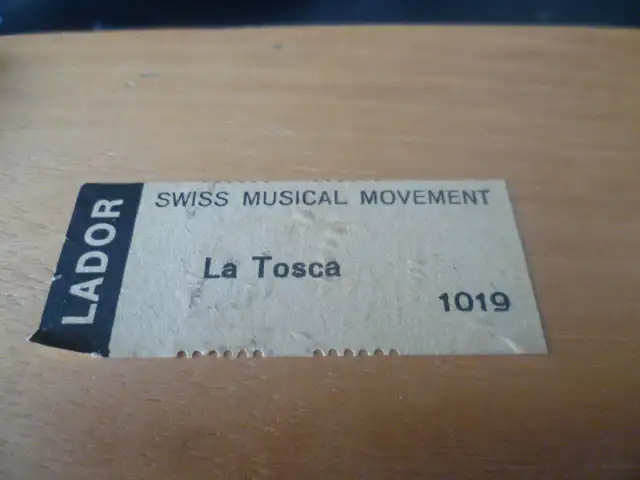 LADOR
SWISS MUSICAL MOVEMENT
La Tosca
1019